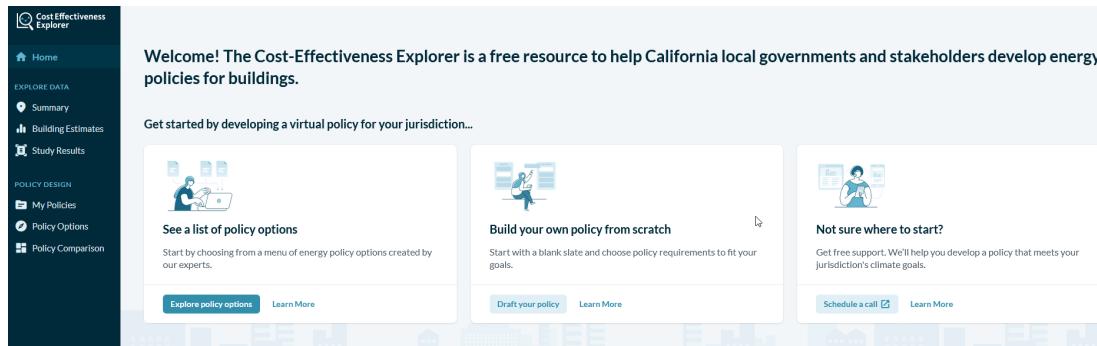 Cost Effectiveness
Explorer
Home
EXPLORE DATA
Summary
Building Estimates
Study Results
POLICY DESIGN
My Policies
Policy Options
Policy Comparison
Welcome! The Cost-Effectiveness Explorer is a free resource to help California local governments and stakeholders develop energy
policies for buildings.
Get started by developing a virtual policy for your jurisdiction...
See a list of policy options
Start by choosing from a menu of energy policy options created by
our experts.
Explore policy options Learn More
Build your own policy from scratch
Start with a blank slate and choose policy requirements to fit your
goals.
Draft your policy Learn More
Not sure where to start?
Get free support. We'll help you develop a policy that meets your
jurisdiction's climate goals.
Schedule a call Learn More